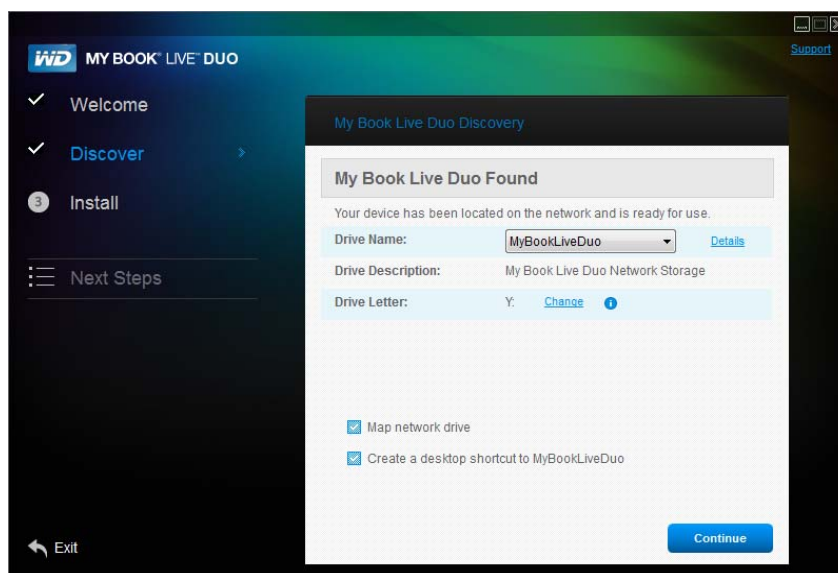 WD MY BOOK® LIVE™ DUO
Support
Welcome
Discover
3 Install
Next Steps
Exit
My Book Live Duo Discovery
My Book Live Duo Found
Your device has been located on the network and is ready for use.
Drive Name: MyBookLiveDuo Details
Drive Description: My Book Live Duo Network Storage
Drive Letter: Y: Change i
Map network drive
Create a desktop shortcut to MyBookLiveDuo
Continue